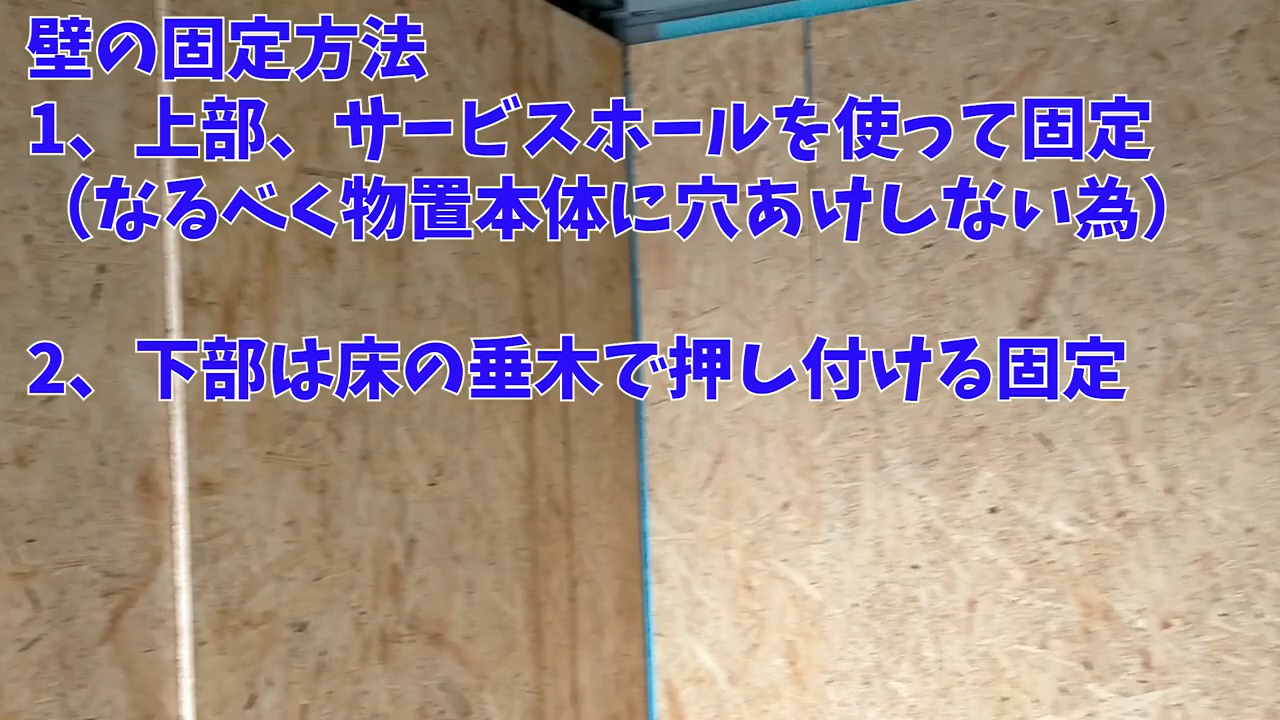 壁の固定方法
1、上部、サービスホールを使って固定
（なるべく物置本体に穴あけしない為）
2、下部は床の垂木で押し付ける固定